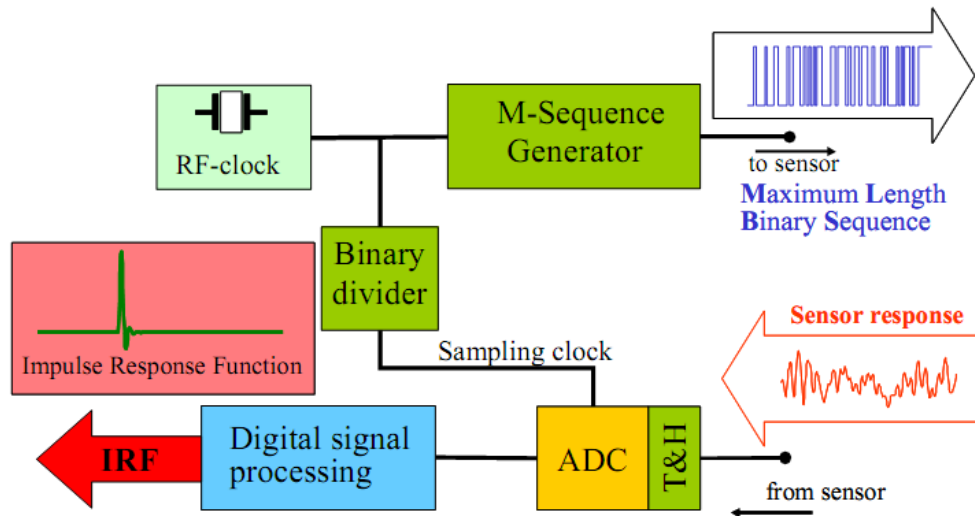 RF-clock
M-Sequence
Generator
to sensor
Maximum Length
Binary Sequence
Binary
divider
Impulse Response Function
Sampling clock
Sensor response
IRF
Digital signal
processing
ADC
T&H
from sensor